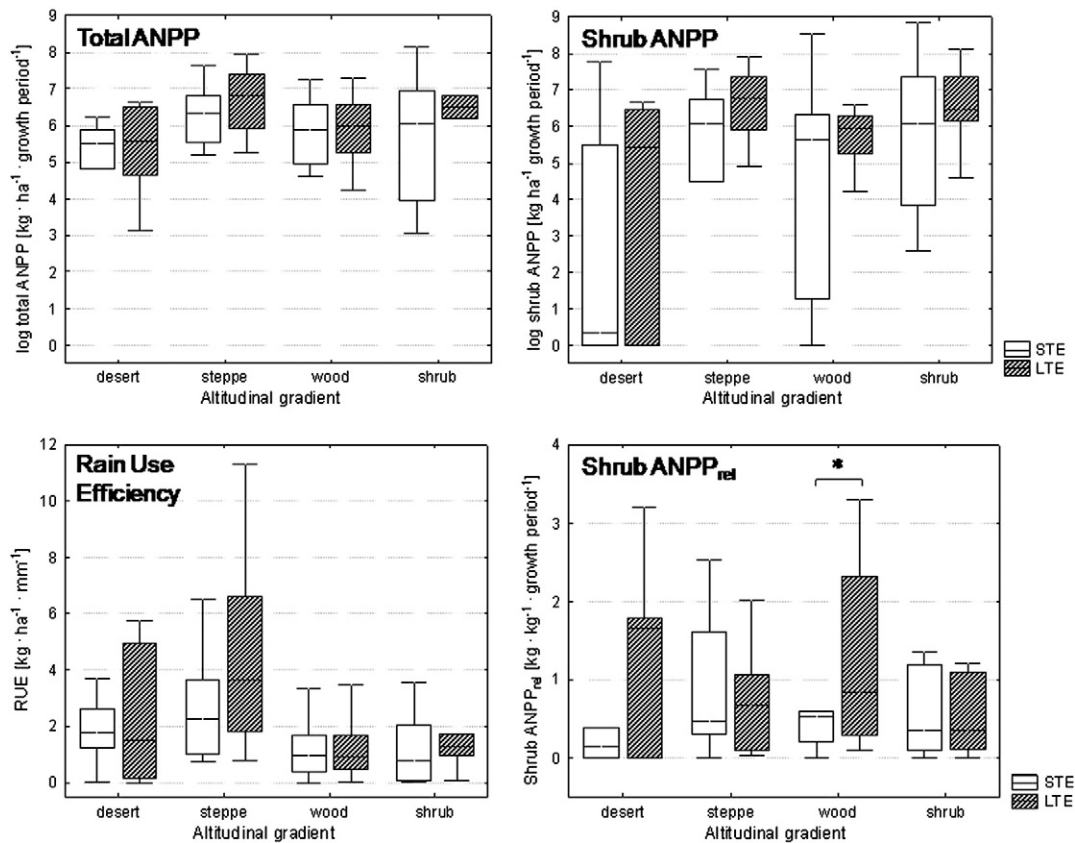 Total ANPP
log total ANPP [kg · ha⁻¹ · growth period⁻¹]
9
8
7
6
5
4
3
2
1
0
desert steppe wood shrub
Altitudinal gradient
Shrub ANPP
log shrub ANPP [kg ha⁻¹ growth period⁻¹]
9
8
7
6
5
4
3
2
1
0
desert steppe wood shrub
Altitudinal gradient
STE
LTE
Rain Use
Efficiency
RUE [kg · ha⁻¹ · mm⁻¹]
12
10
8
6
4
2
0
desert steppe wood shrub
Altitudinal gradient
Shrub ANPPrel
*
Shrub ANPPrel [kg · kg⁻¹ · growth period⁻¹]
4
3
2
1
0
desert steppe wood shrub
Altitudinal gradient
STE
LTE